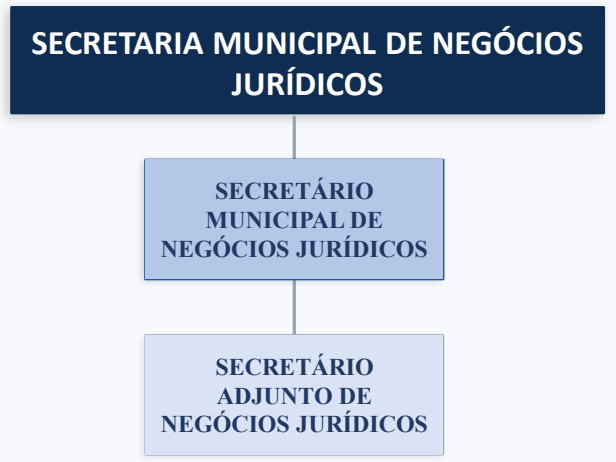 SECRETARIA MUNICIPAL DE NEGÓCIOS
JURÍDICOS
SECRETÁRIO
MUNICIPAL DE
NEGÓCIOS JURÍDICOS
SECRETÁRIO
ADJUNTO DE
NEGÓCIOS JURÍDICOS